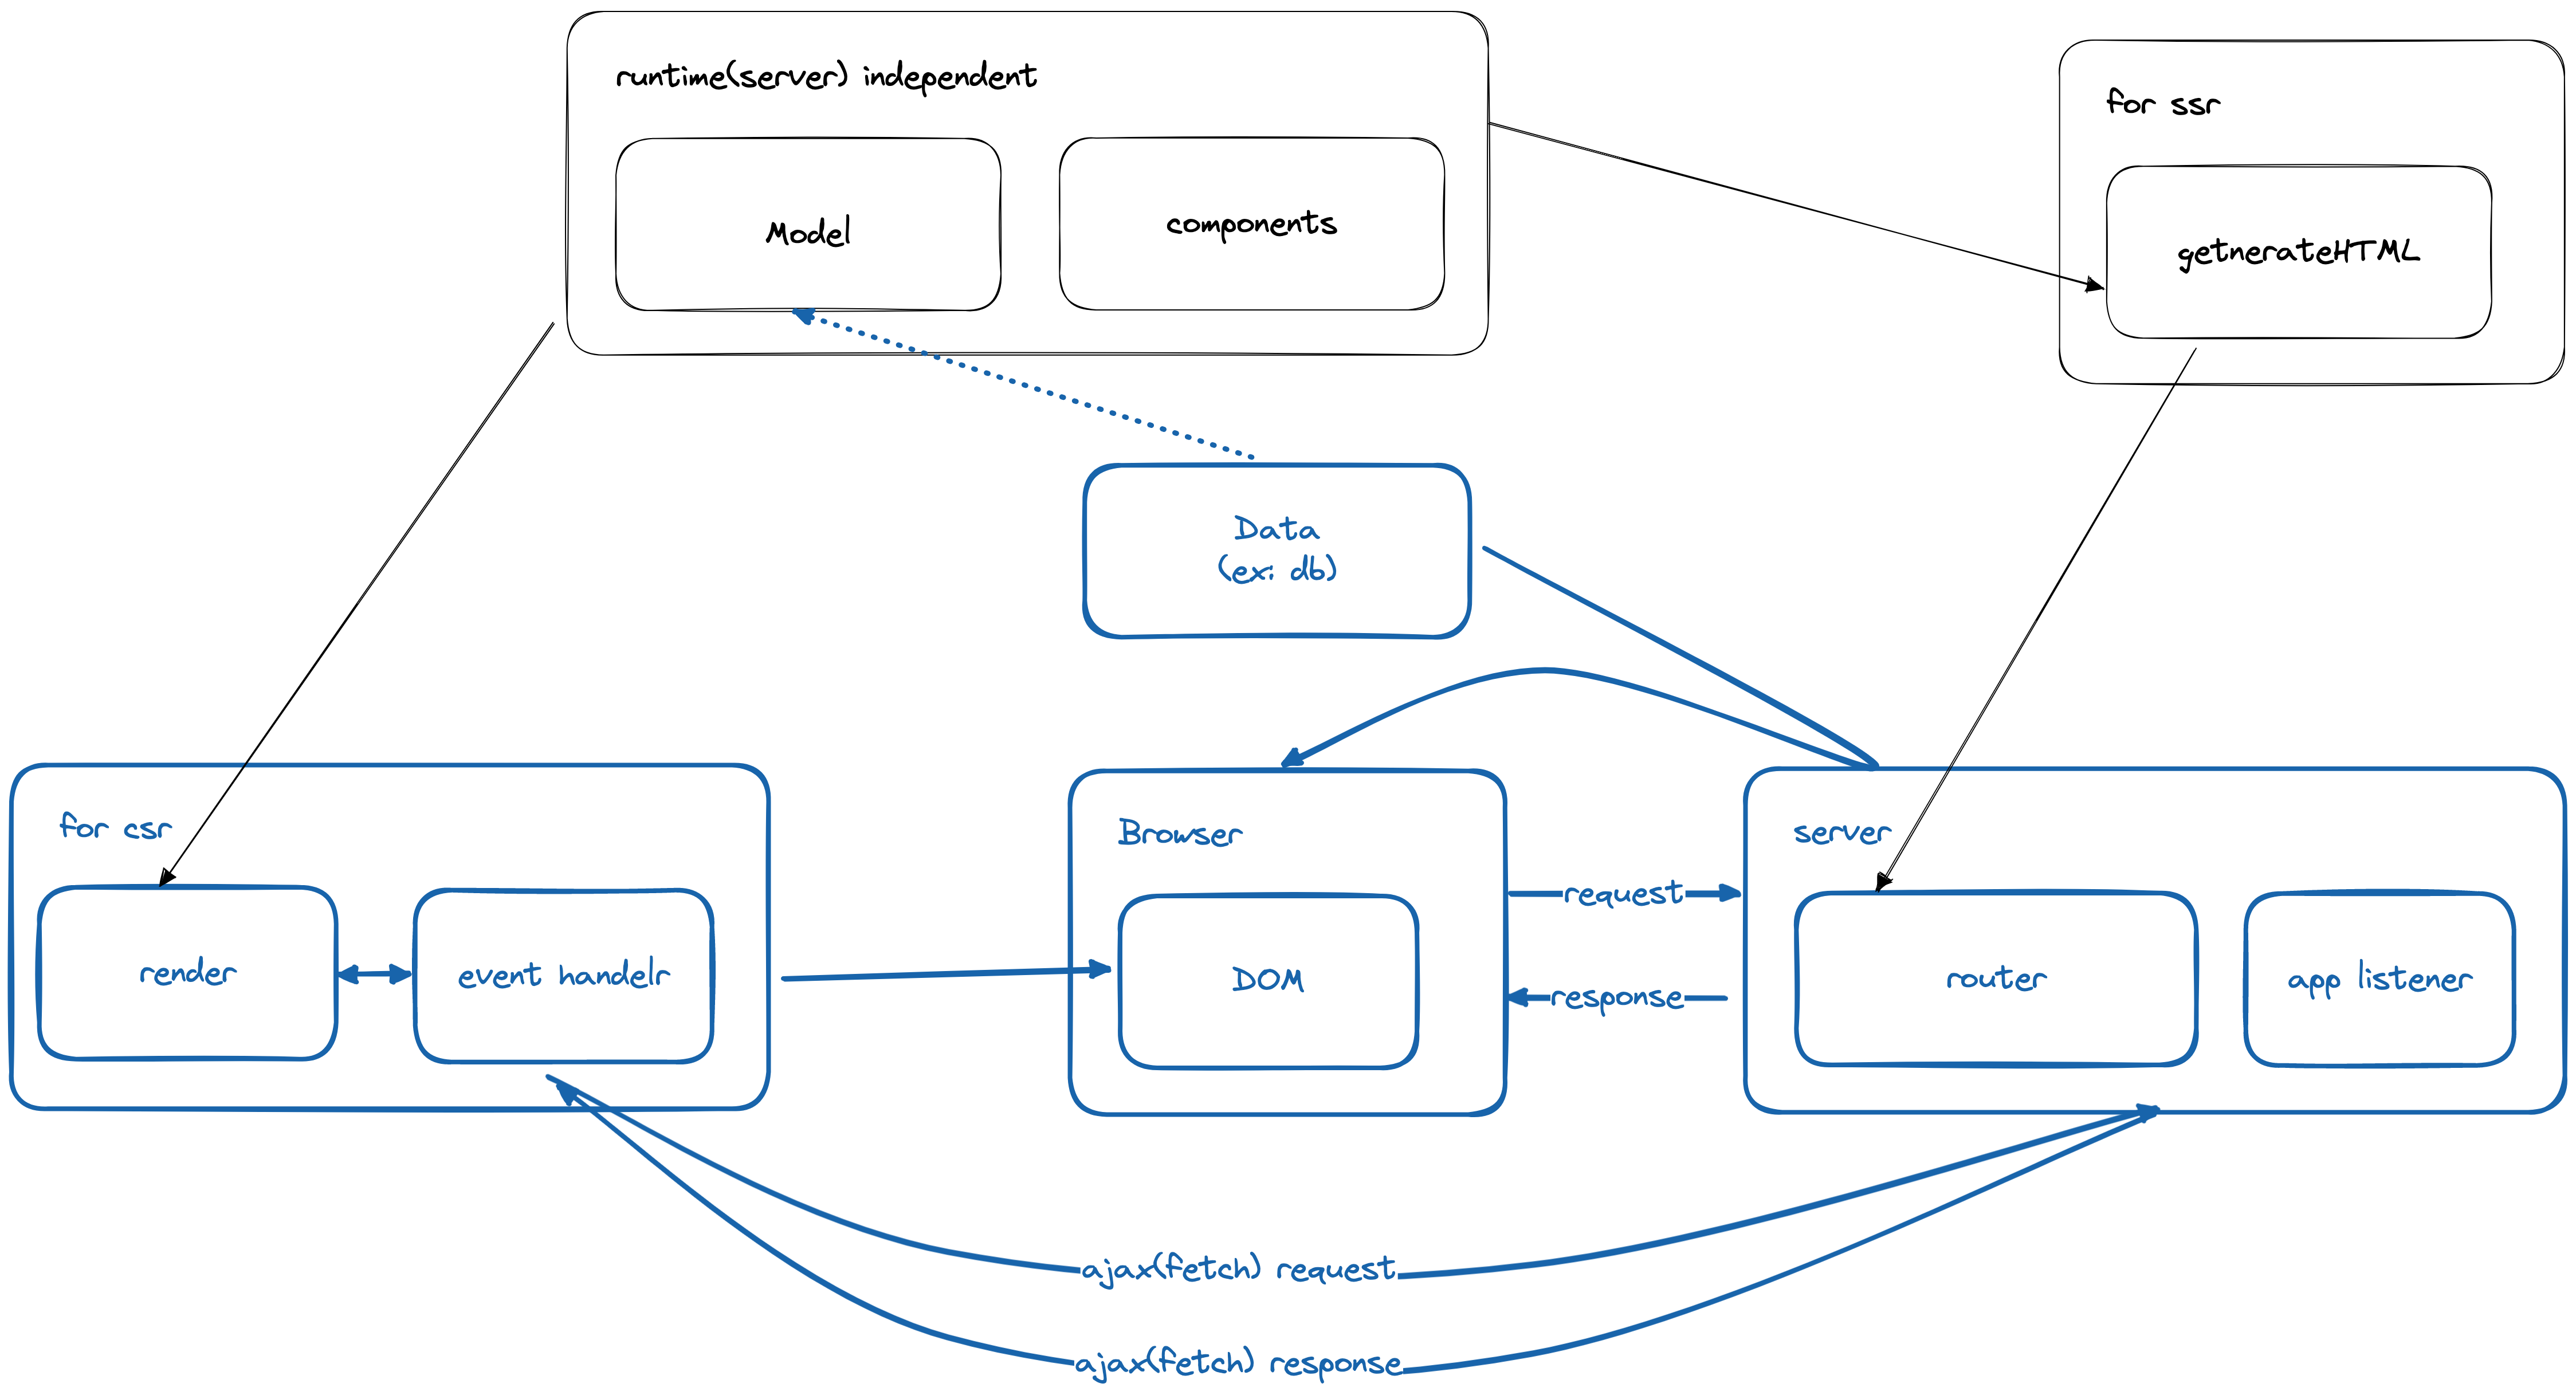 runtime(server) independent
Model
components
for ssr
getnerateHTML
Data
(ex: db)
for csr
render
event handelr
Browser
DOM
request
response
server
router
app listener
ajax(fetch) request
ajax(fetch) response